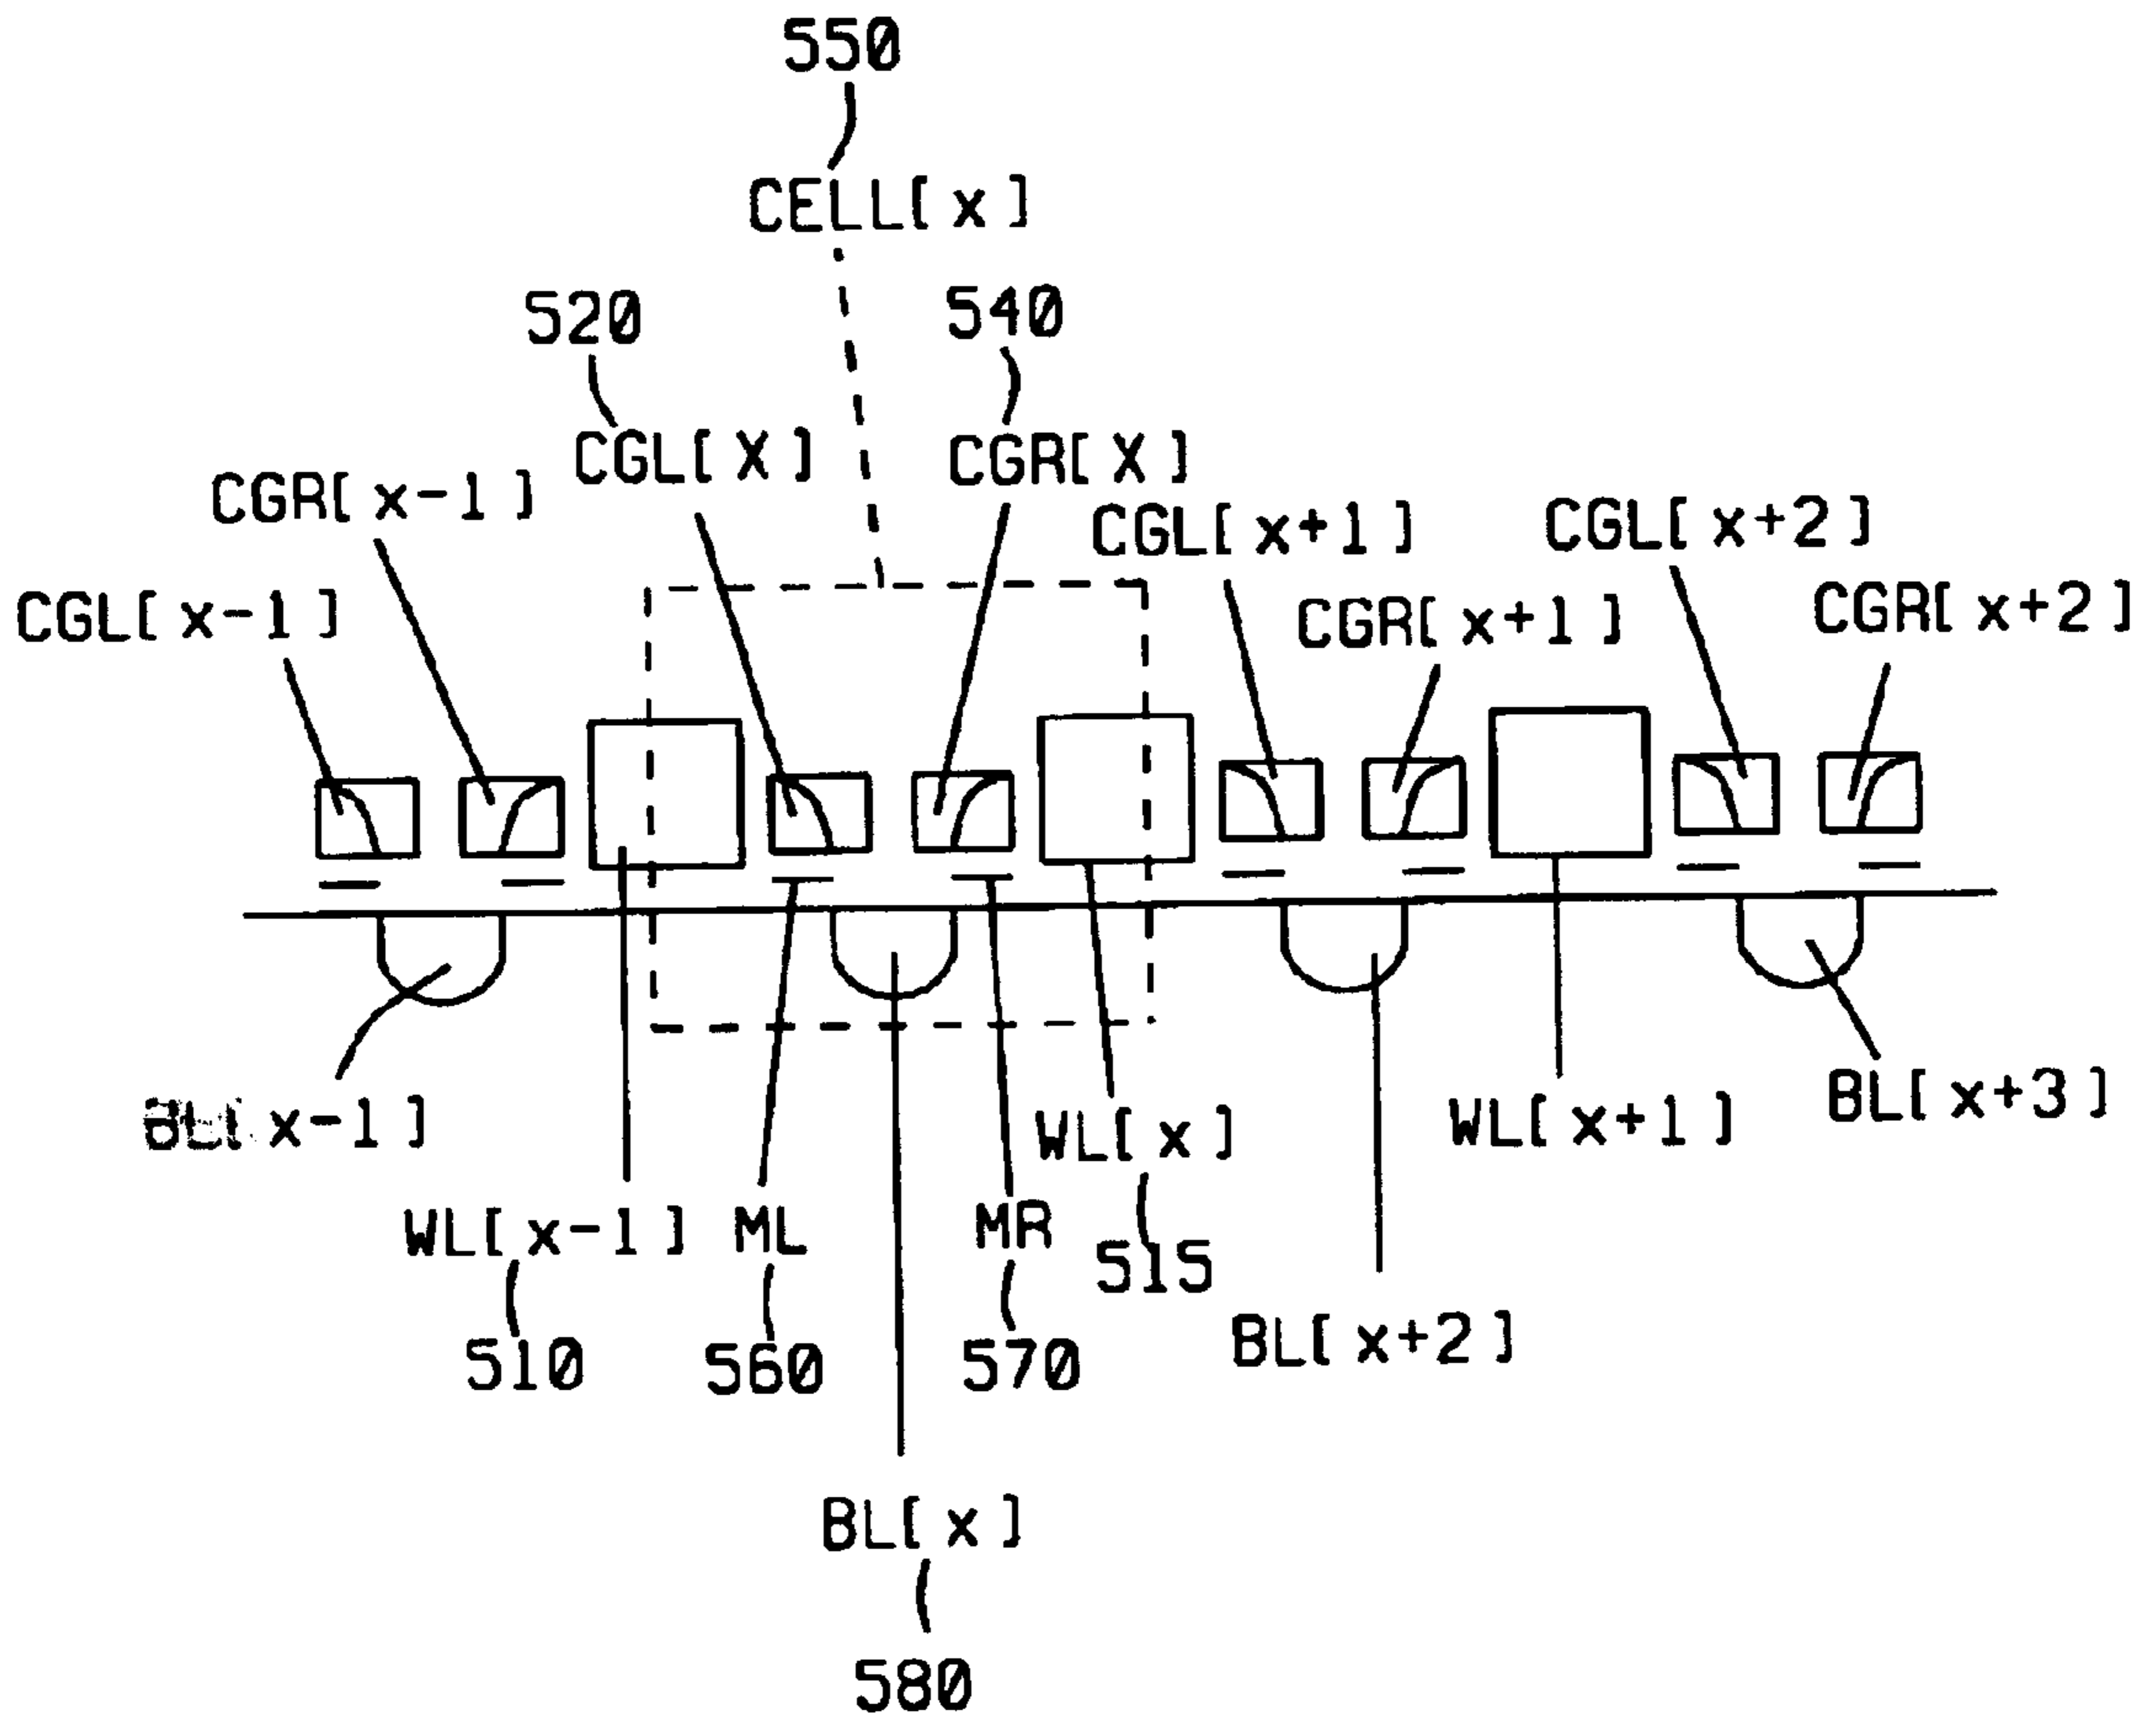 550
CELL[x]
520
540
CGL[X]
CGR[X]
CGR[x-1]
CGL[x+1]
CGL[x+2]
CGL[x-1]
CGR[x+1]
CGR[x+2]
BL[x-1]
WL[x]
WL[x+1]
BL[x+3]
WL[x-1]
ML
MR
515
510
560
570
BL[x+2]
BL[x]
580